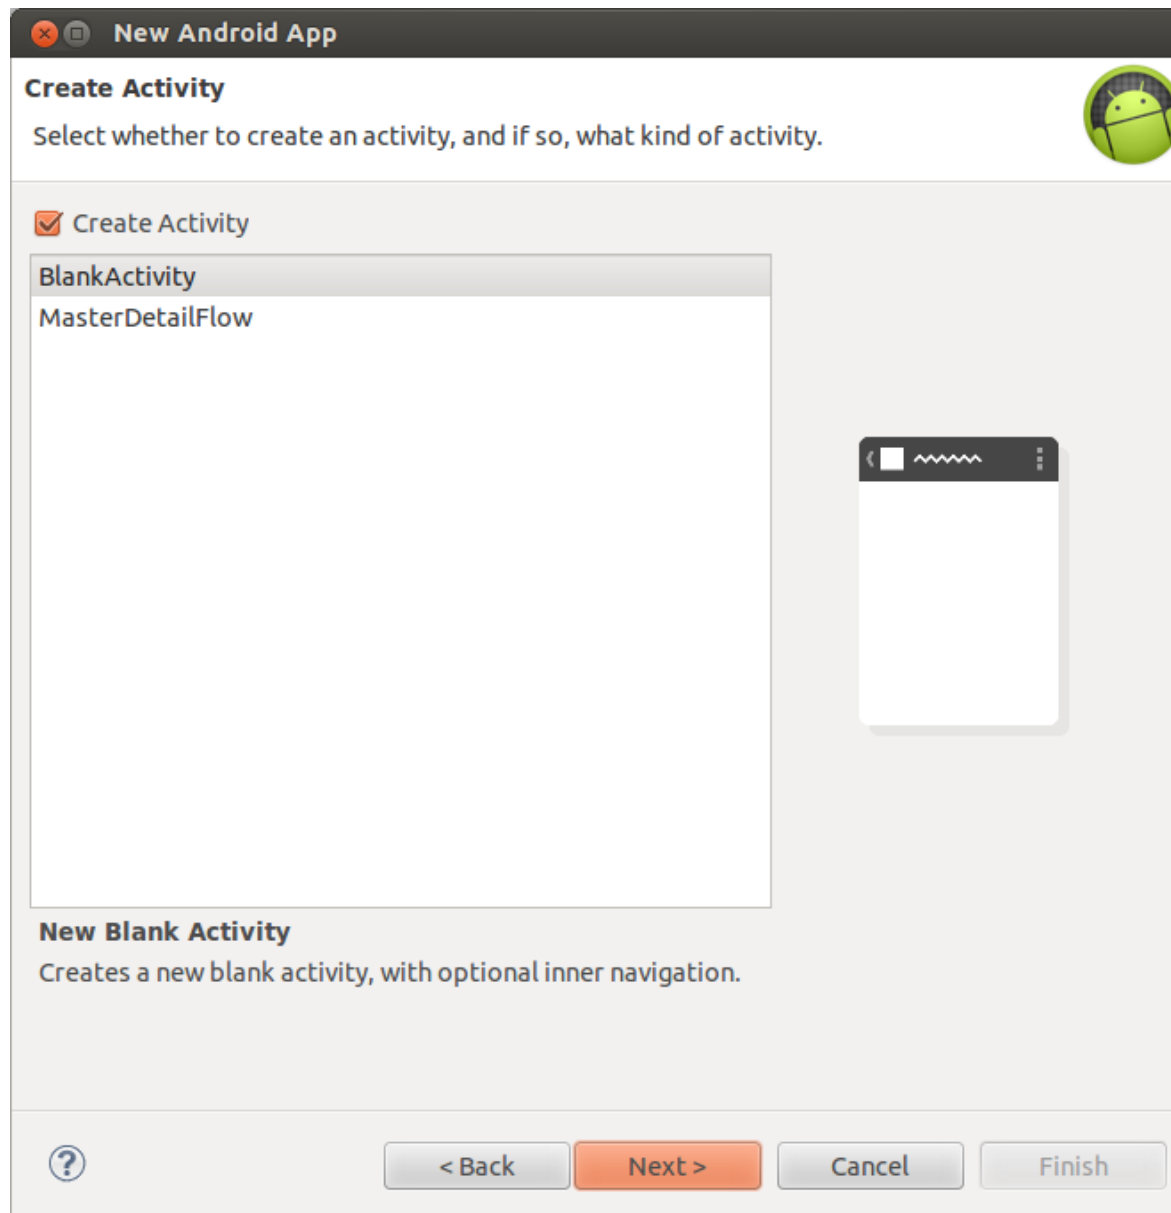 New Android App
Create Activity
Select whether to create an activity, and if so, what kind of activity.
Create Activity
BlankActivity
MasterDetailFlow
New Blank Activity
Creates a new blank activity, with optional inner navigation.
? < Back Next > Cancel Finish